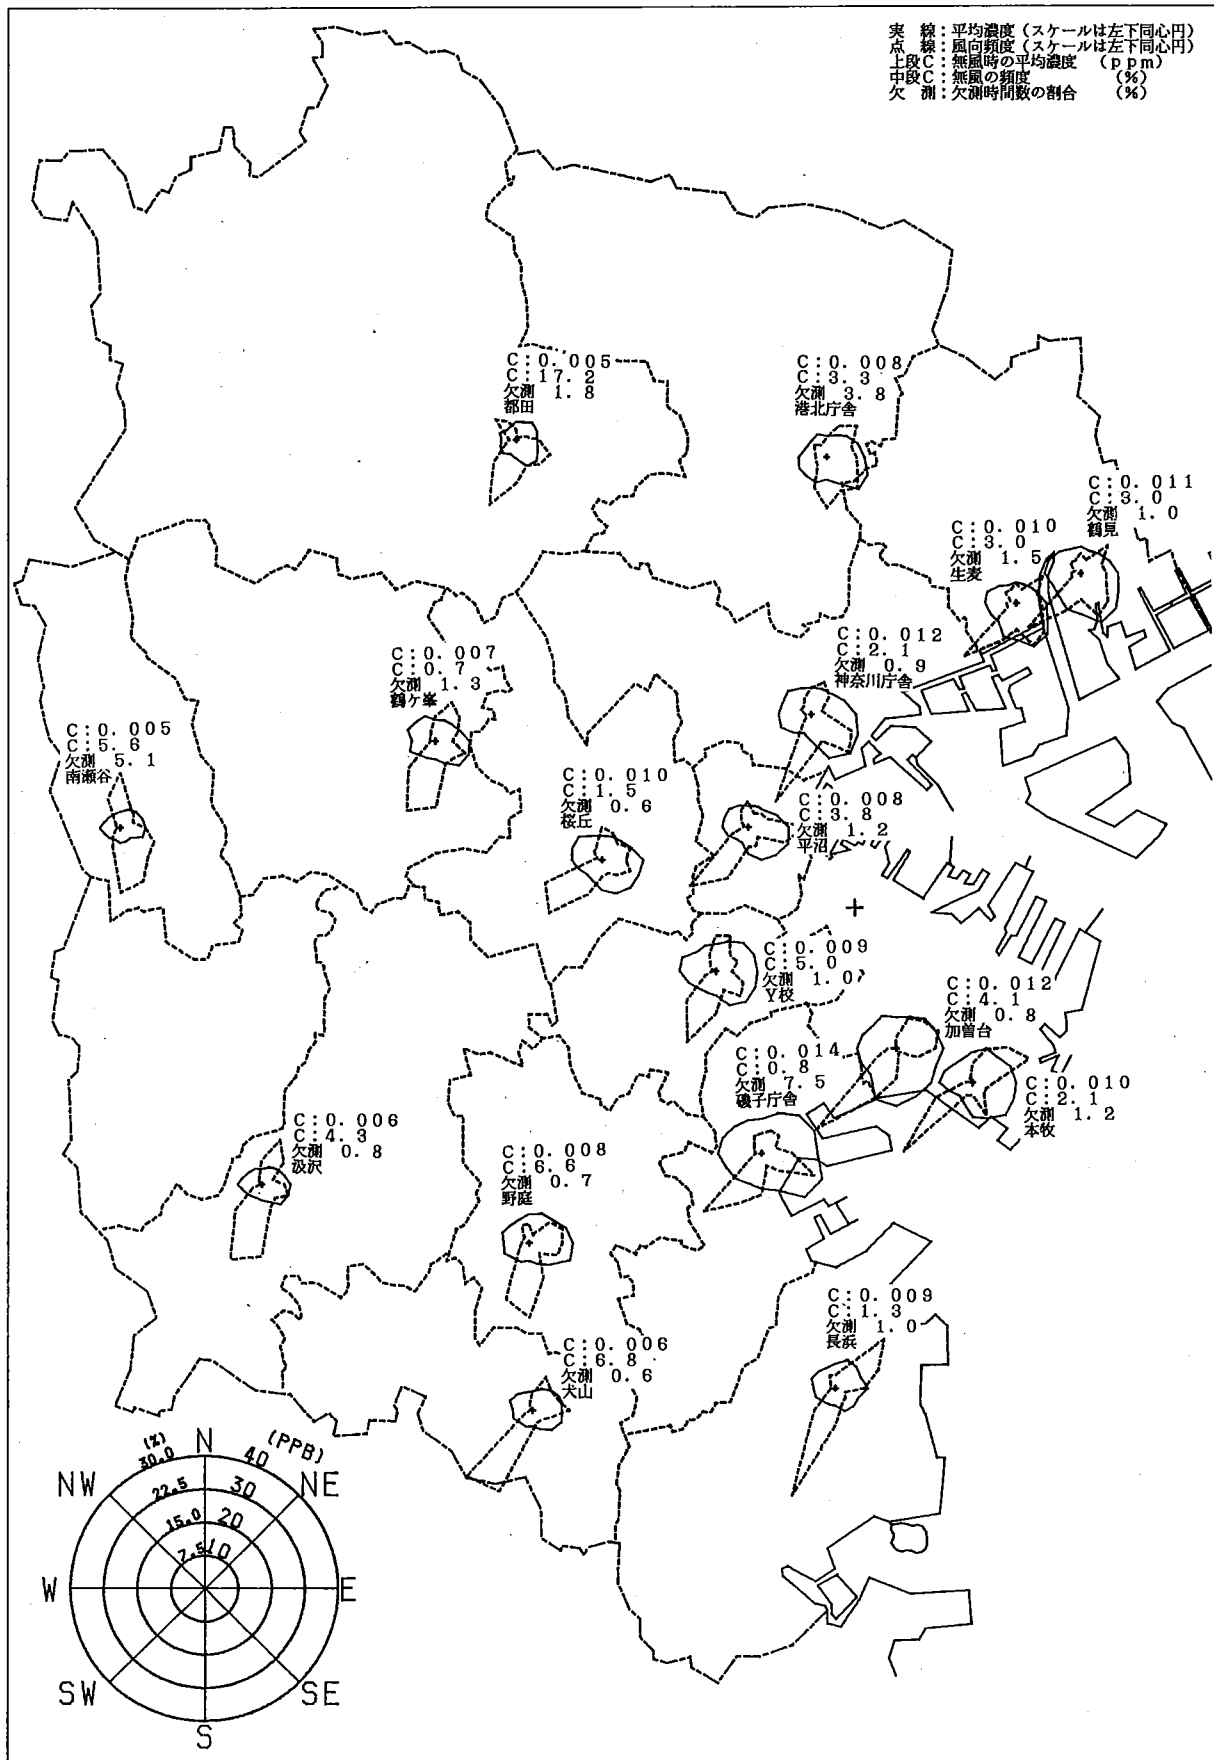 実　線：平均濃度（スケールは左下同心円）
点　線：風向頻度（スケールは左下同心円）
上段C：無風時の平均濃度　（ｐｐｍ）
中段C：無風の頻度　（%）
欠　測：欠測時間数の割合　（%）
C：0．005
C：17．2
欠測　1．8
都田
C：0．008
C：3．3
欠測　3．8
港北庁舎
C：0．011
C：3．0
欠測　1．0
鶴見
C：0．010
C：3．0
欠測　1．5
生麦
C：0．012
C：2．1
欠測　0．9
神奈川庁舎
C：0．007
C：0．7
欠測　1．3
鶴ケ峯
C：0．005
C：5．6
欠測　5．1
南瀬谷
C：0．010
C：1．5
欠測　0．6
桜丘
C：0．008
C：3．8
欠測　1．2
平沼
C：0．009
C：5．0
欠測　1．0
Y校
C：0．012
C：4．1
欠測　0．8
加曽台
C：0．014
C：0．8
欠測　7．5
磯子庁舎
C：0．010
C：2．1
欠測　1．2
本牧
C：0．006
C：4．3
欠測　0．8
汲沢
C：0．008
C：6．6
欠測　0．7
野庭
C：0．009
C：1．3
欠測　1．0
長浜
C：0．006
C：6．8
欠測　0．6
犬山
(%) N (PPB)
30.0 40
NW 22.5 30 NE
15.0 20
7.5 10
W E
SW SE
S